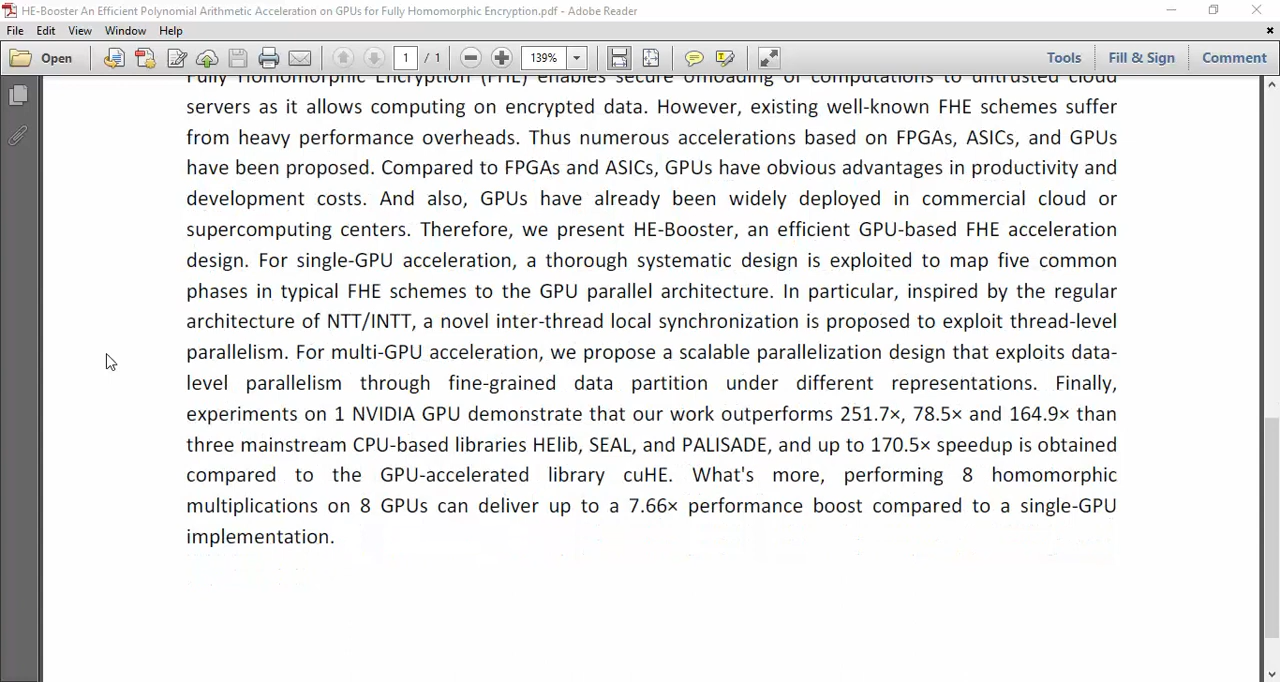 HE-Booster An Efficient Polynomial Arithmetic Acceleration on GPUs for Fully Homomorphic Encryption.pdf - Adobe Reader
File Edit View Window Help
Open 1 / 1 139% Tools Fill & Sign Comment
Fully Homomorphic Encryption (FHE) enables secure offloading of computations to untrusted cloud
servers as it allows computing on encrypted data. However, existing well-known FHE schemes suffer
from heavy performance overheads. Thus numerous accelerations based on FPGAs, ASICs, and GPUs
have been proposed. Compared to FPGAs and ASICs, GPUs have obvious advantages in productivity and
development costs. And also, GPUs have already been widely deployed in commercial cloud or
supercomputing centers. Therefore, we present HE-Booster, an efficient GPU-based FHE acceleration
design. For single-GPU acceleration, a thorough systematic design is exploited to map five common
phases in typical FHE schemes to the GPU parallel architecture. In particular, inspired by the regular
architecture of NTT/INTT, a novel inter-thread local synchronization is proposed to exploit thread-level
parallelism. For multi-GPU acceleration, we propose a scalable parallelization design that exploits data-
level parallelism through fine-grained data partition under different representations. Finally,
experiments on 1 NVIDIA GPU demonstrate that our work outperforms 251.7×, 78.5× and 164.9× than
three mainstream CPU-based libraries HElib, SEAL, and PALISADE, and up to 170.5× speedup is obtained
compared to the GPU-accelerated library cuHE. What's more, performing 8 homomorphic
multiplications on 8 GPUs can deliver up to a 7.66× performance boost compared to a single-GPU
implementation.